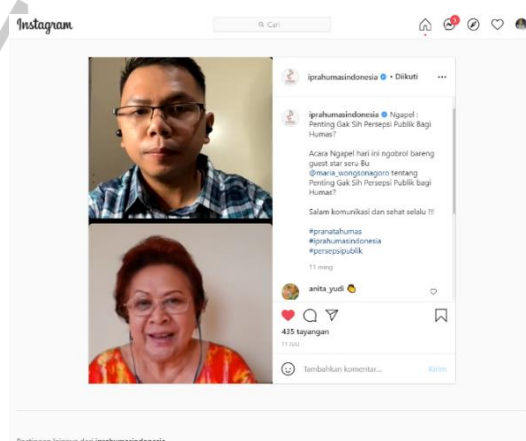 Instagram
Cari
iprahumasindonesia • Diikuti
iprahumasindonesia Ngapel :
Penting Gak Sih Persepsi Publik Bagi
Humas?
Acara Ngapel hari ini ngobrol bareng
guest star seru Bu
@maria_wongsonagoro tentang
Penting Gak Sih Persepsi Publik bagi
Humas?
Salam komunikasi dan sehat selalu !!!
#pranatahumas
#iprahumasindonesia
#persepsipublik
11 mng
anita_yudi
435 tayangan
Tambahkan komentar...
Kirim